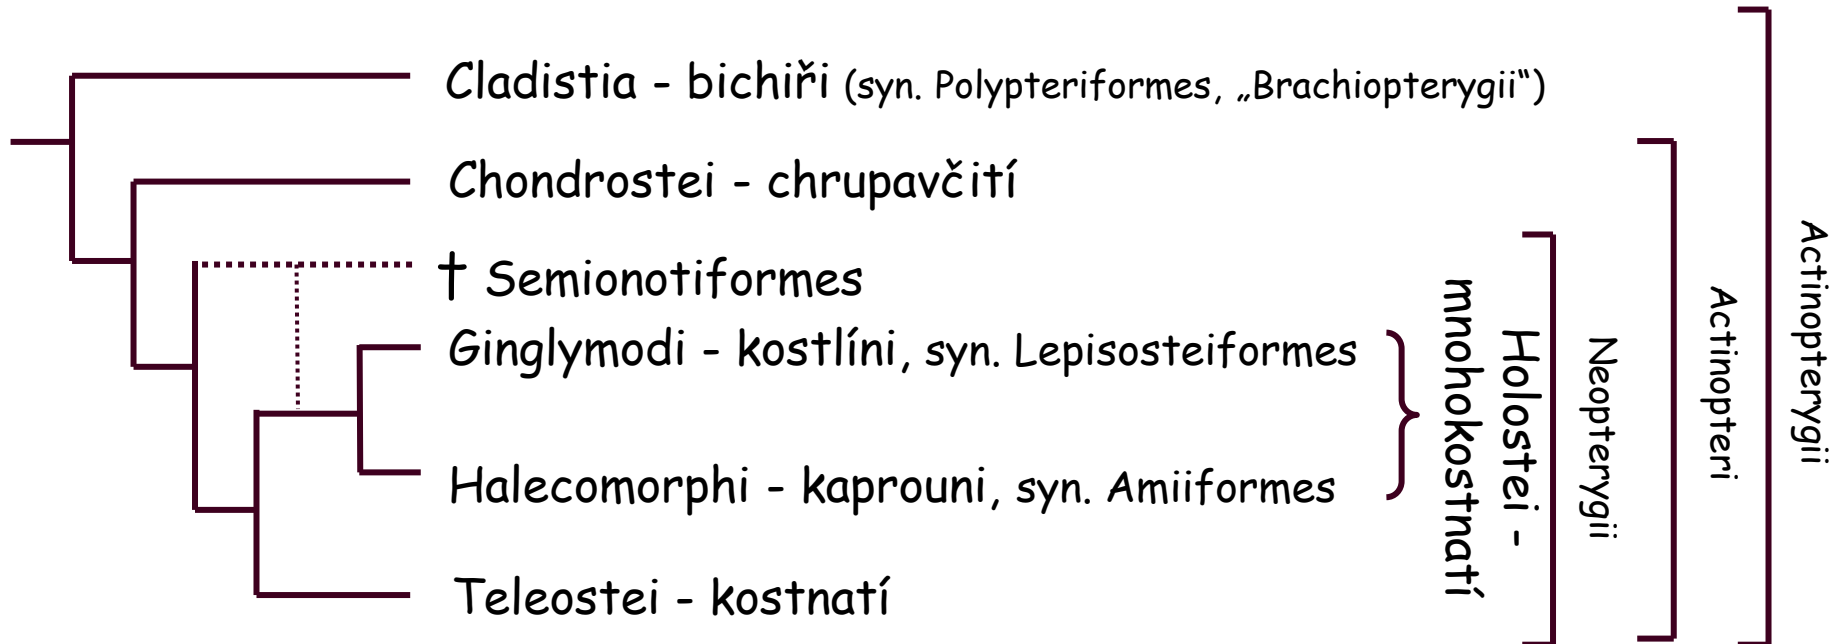 Cladistia - bichiři (syn. Polypteriformes, „Brachiopterygii“)
Chondrostei - chrupavčití
† Semionotiformes
Ginglymodi - kostlíni, syn. Lepisosteiformes
Halecomorphi - kaprouni, syn. Amiiformes
Teleostei - kostnatí
Holostei -
mnohokostnatí
Neopterygii
Actinopteri
Actinopterygii